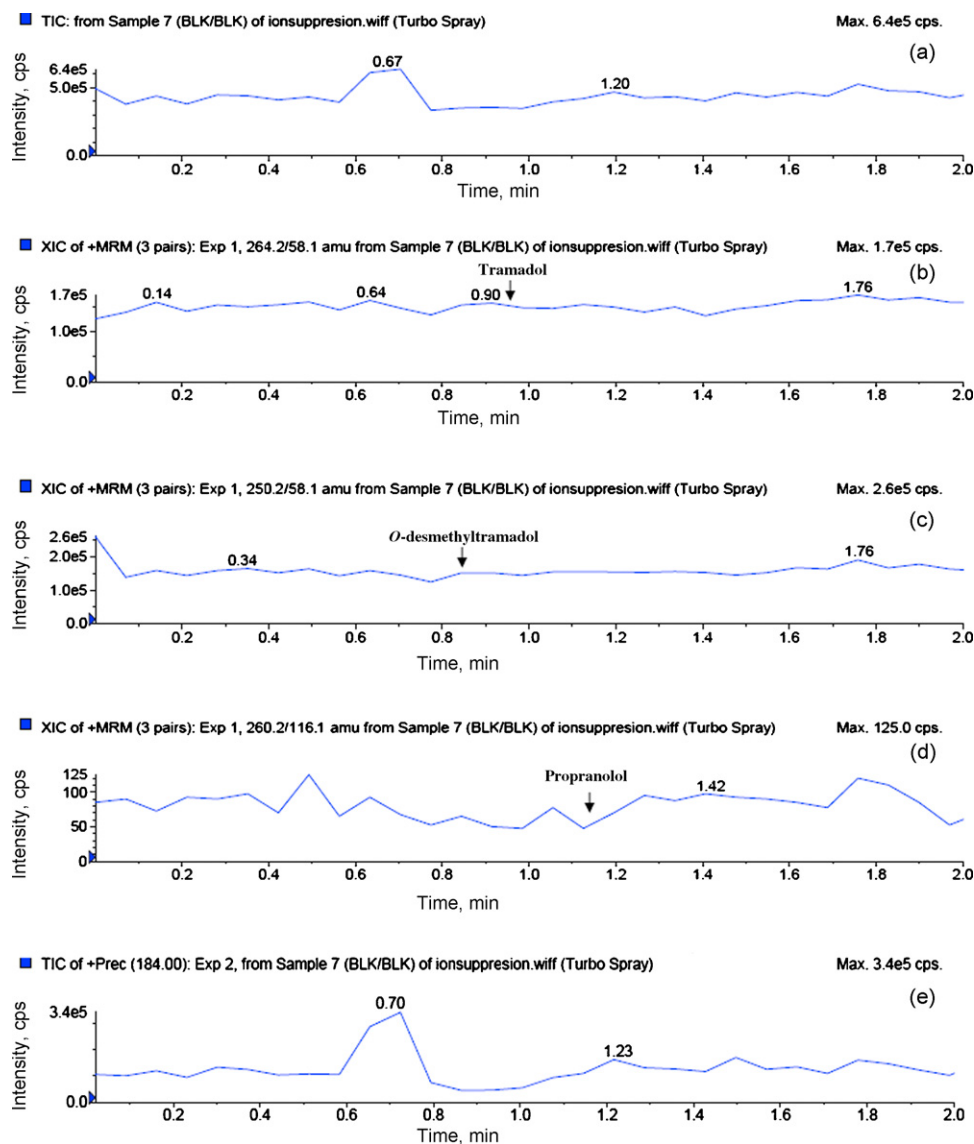 TIC: from Sample 7 (BLK/BLK) of ionsuppresion.wiff (Turbo Spray) Max. 6.4e5 cps.
(a)
6.4e5
5.0e5
0.0
0.67
1.20
Intensity, cps
0.2 0.4 0.6 0.8 1.0 1.2 1.4 1.6 1.8 2.0
Time, min
XIC of +MRM (3 pairs): Exp 1, 264.2/58.1 amu from Sample 7 (BLK/BLK) of ionsuppresion.wiff (Turbo Spray) Max. 1.7e5 cps.
(b)
Tramadol
1.7e5
1.0e5
0.0
0.14
0.64
0.90
1.76
Intensity, cps
0.2 0.4 0.6 0.8 1.0 1.2 1.4 1.6 1.8 2.0
Time, min
XIC of +MRM (3 pairs): Exp 1, 250.2/58.1 amu from Sample 7 (BLK/BLK) of ionsuppresion.wiff (Turbo Spray) Max. 2.6e5 cps.
(c)
O-desmethyltramadol
2.6e5
2.0e5
1.0e5
0.0
0.34
1.76
Intensity, cps
0.2 0.4 0.6 0.8 1.0 1.2 1.4 1.6 1.8 2.0
Time, min
XIC of +MRM (3 pairs): Exp 1, 260.2/116.1 amu from Sample 7 (BLK/BLK) of ionsuppresion.wiff (Turbo Spray) Max. 125.0 cps.
(d)
Propranolol
125
100
50
0
1.42
Intensity, cps
0.2 0.4 0.6 0.8 1.0 1.2 1.4 1.6 1.8 2.0
Time, min
TIC of +Prec (184.00): Exp 2, from Sample 7 (BLK/BLK) of ionsuppresion.wiff (Turbo Spray) Max. 3.4e5 cps.
(e)
3.4e5
0.0
0.70
1.23
Intensity, cps
0.2 0.4 0.6 0.8 1.0 1.2 1.4 1.6 1.8 2.0
Time, min